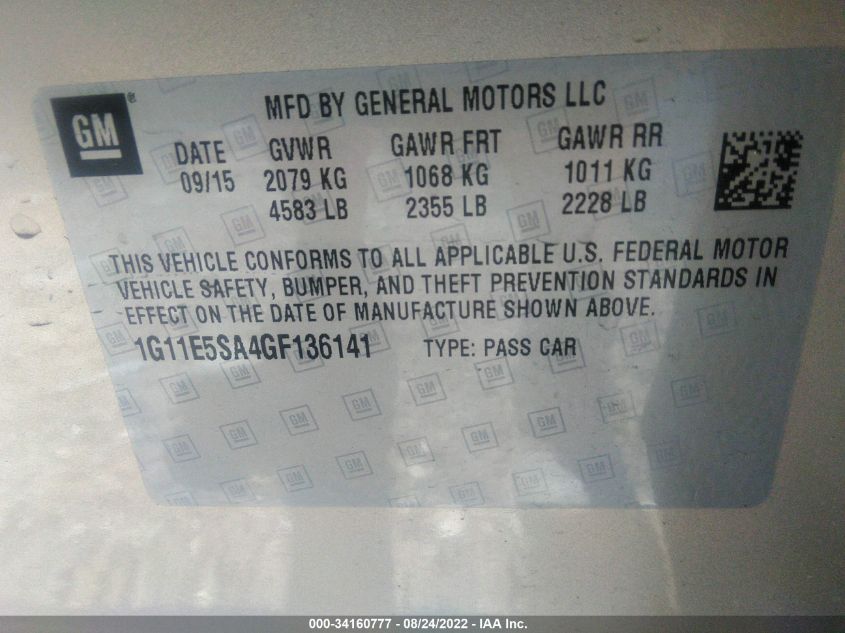 GM ®
MFD BY GENERAL MOTORS LLC
DATE GVWR GAWR FRT GAWR RR
09/15 2079 KG 1068 KG 1011 KG
4583 LB 2355 LB 2228 LB
THIS VEHICLE CONFORMS TO ALL APPLICABLE U.S. FEDERAL MOTOR
VEHICLE SAFETY, BUMPER, AND THEFT PREVENTION STANDARDS IN
EFFECT ON THE DATE OF MANUFACTURE SHOWN ABOVE.
1G11E5SA4GF136141 TYPE: PASS CAR
000-34160777 - 08/24/2022 - IAA Inc.